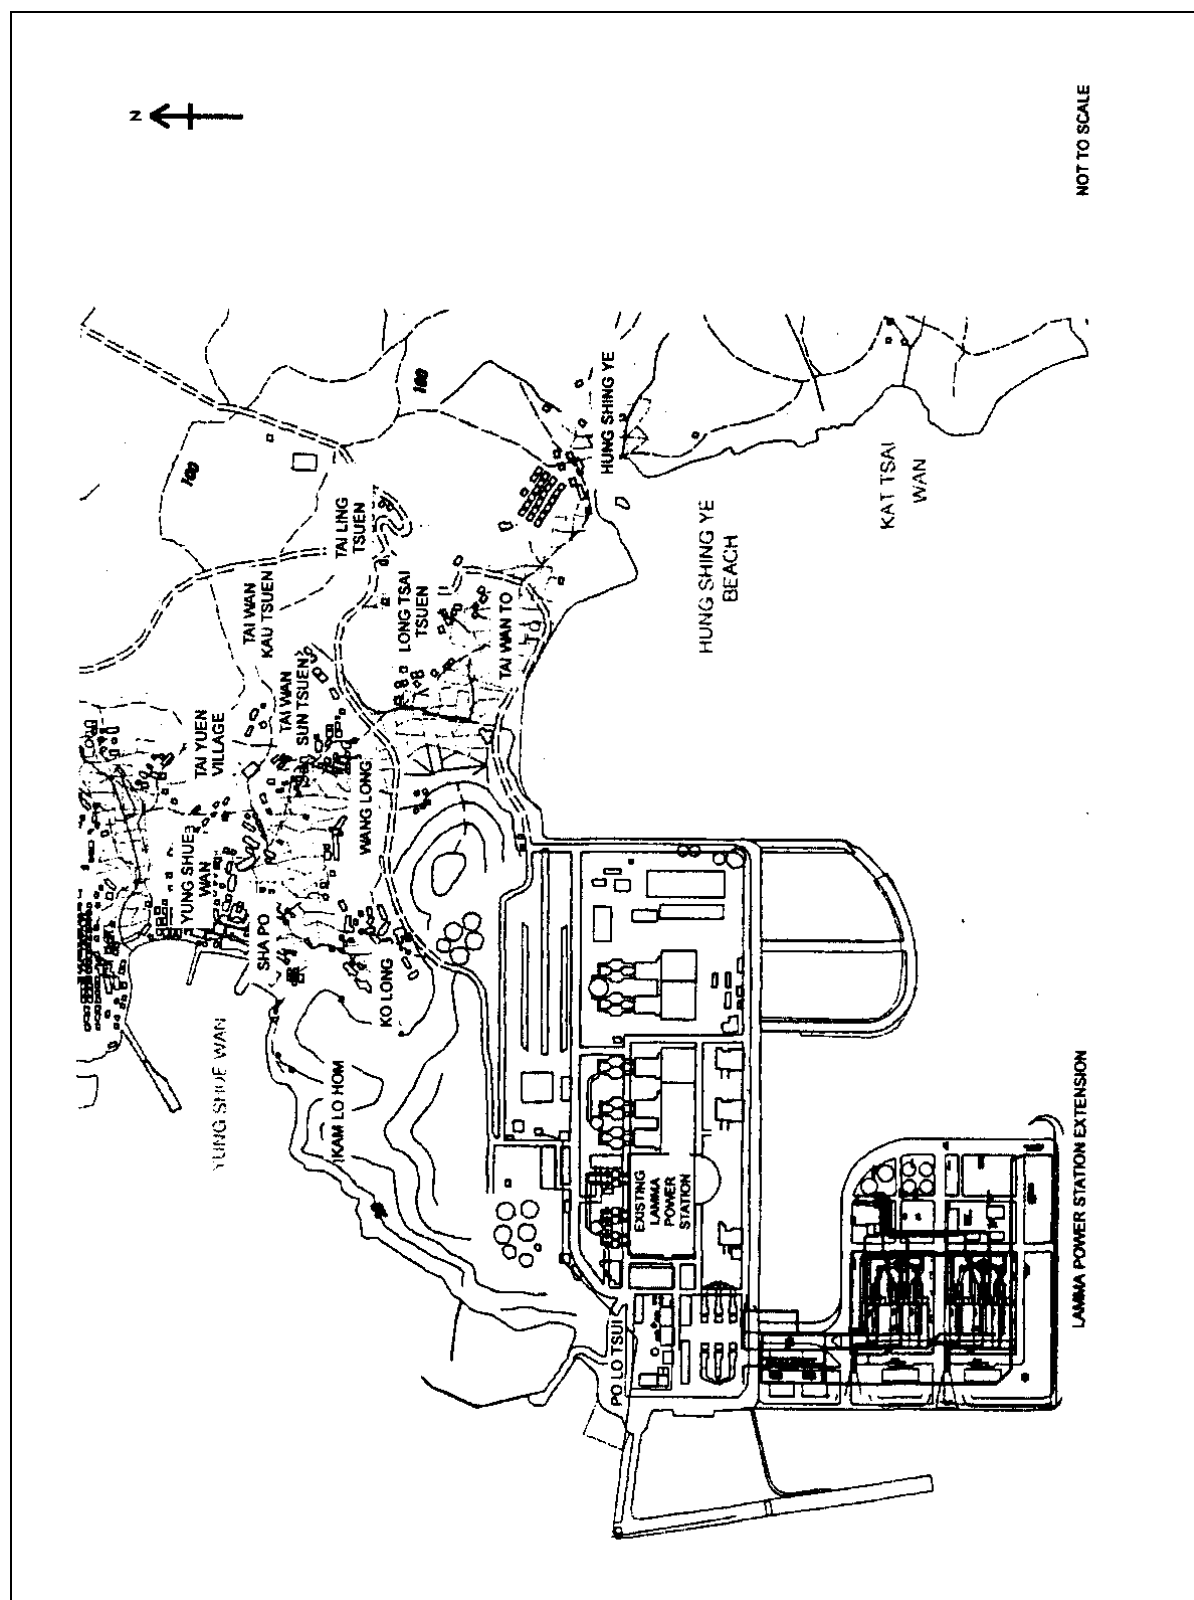 N
NOT TO SCALE
100
100
TAI LING
TSUEN
HUNG SHING YE
TAI WAN
KAU TSUEN
LONG TSAI
TSUEN
TAI WAN TO
KAT TSAI
WAN
HUNG SHING YE
BEACH
TAI YUEN
VILLAGE
TAI WAN
SUN TSUEN
WANG LONG
YUNG SHUE
WAN
SHA PO
KO LONG
YUNG SHUE WAN
KAM LO HOM
EXISTING
LAMMA
POWER
STATION
PO LO TSUI
LAMMA POWER STATION EXTENSION